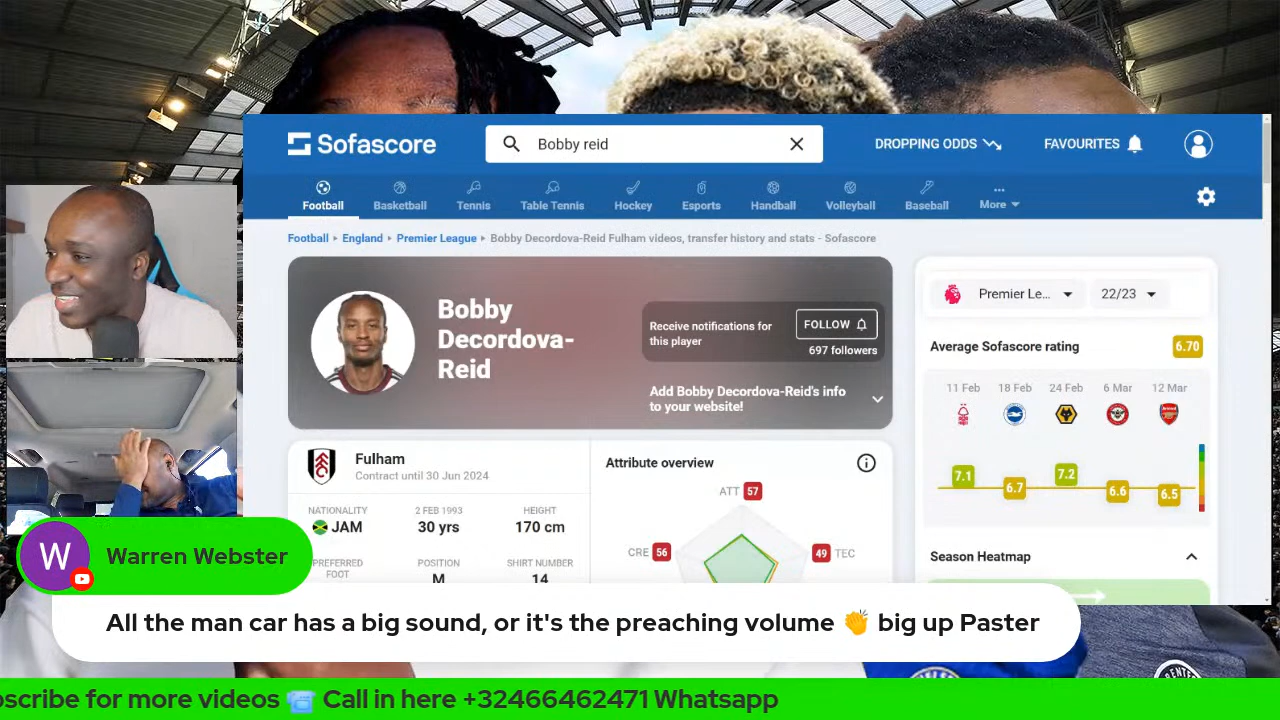 Sofascore
Bobby reid
DROPPING ODDS
FAVOURITES
Football
Basketball
Tennis
Table Tennis
Hockey
Esports
Handball
Volleyball
Baseball
More
Football England Premier League Bobby Decordova-Reid Fulham videos, transfer history and stats - Sofascore
Bobby
Decordova-
Reid
Receive notifications for
this player
FOLLOW
697 followers
Add Bobby Decordova-Reid's info
to your website!
Premier Le...
22/23
Average Sofascore rating
6.70
11 Feb
18 Feb
24 Feb
6 Mar
12 Mar
7.1
6.7
7.2
6.6
6.5
Fulham
Contract until 30 Jun 2024
NATIONALITY
JAM
2 FEB 1993
30 yrs
HEIGHT
170 cm
PREFERRED
FOOT
POSITION
M
SHIRT NUMBER
14
Attribute overview
ATT 57
CRE 56
49 TEC
Season Heatmap
W
Warren Webster
All the man car has a big sound, or it's the preaching volume 👏 big up Paster
bscribe for more videos Call in here +32466462471 Whatsapp